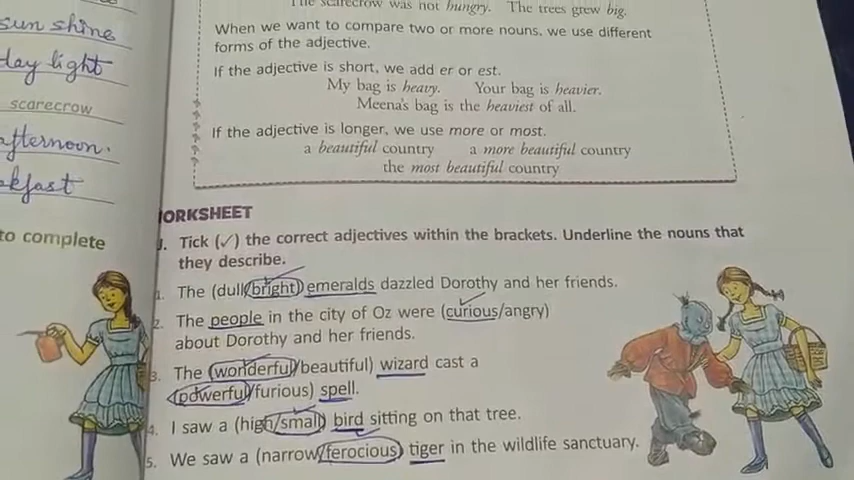 The scarecrow was not hungry. The trees grew big.
sun shine
When we want to compare two or more nouns, we use different
forms of the adjective.
day light
If the adjective is short, we add er or est.
My bag is heavy. Your bag is heavier.
scarecrow
Meena's bag is the heaviest of all.
If the adjective is longer, we use more or most.
afternoon.
a beautiful country a more beautiful country
the most beautiful country
WORKSHEET
to complete
J. Tick (✓) the correct adjectives within the brackets. Underline the nouns that
they describe.
1. The (dull/bright) emeralds dazzled Dorothy and her friends.
2. The people in the city of Oz were (curious/angry)
about Dorothy and her friends.
3. The (wonderful/beautiful) wizard cast a
(powerful/furious) spell.
4. I saw a (high/small) bird sitting on that tree.
5. We saw a (narrow/ferocious) tiger in the wildlife sanctuary.